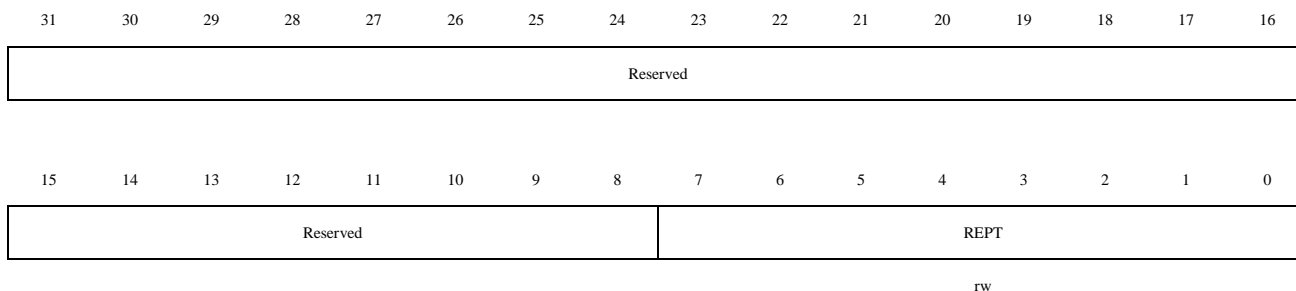 31 30 29 28 27 26 25 24 23 22 21 20 19 18 17 16
Reserved
15 14 13 12 11 10 9 8 7 6 5 4 3 2 1 0
Reserved REPT
rw